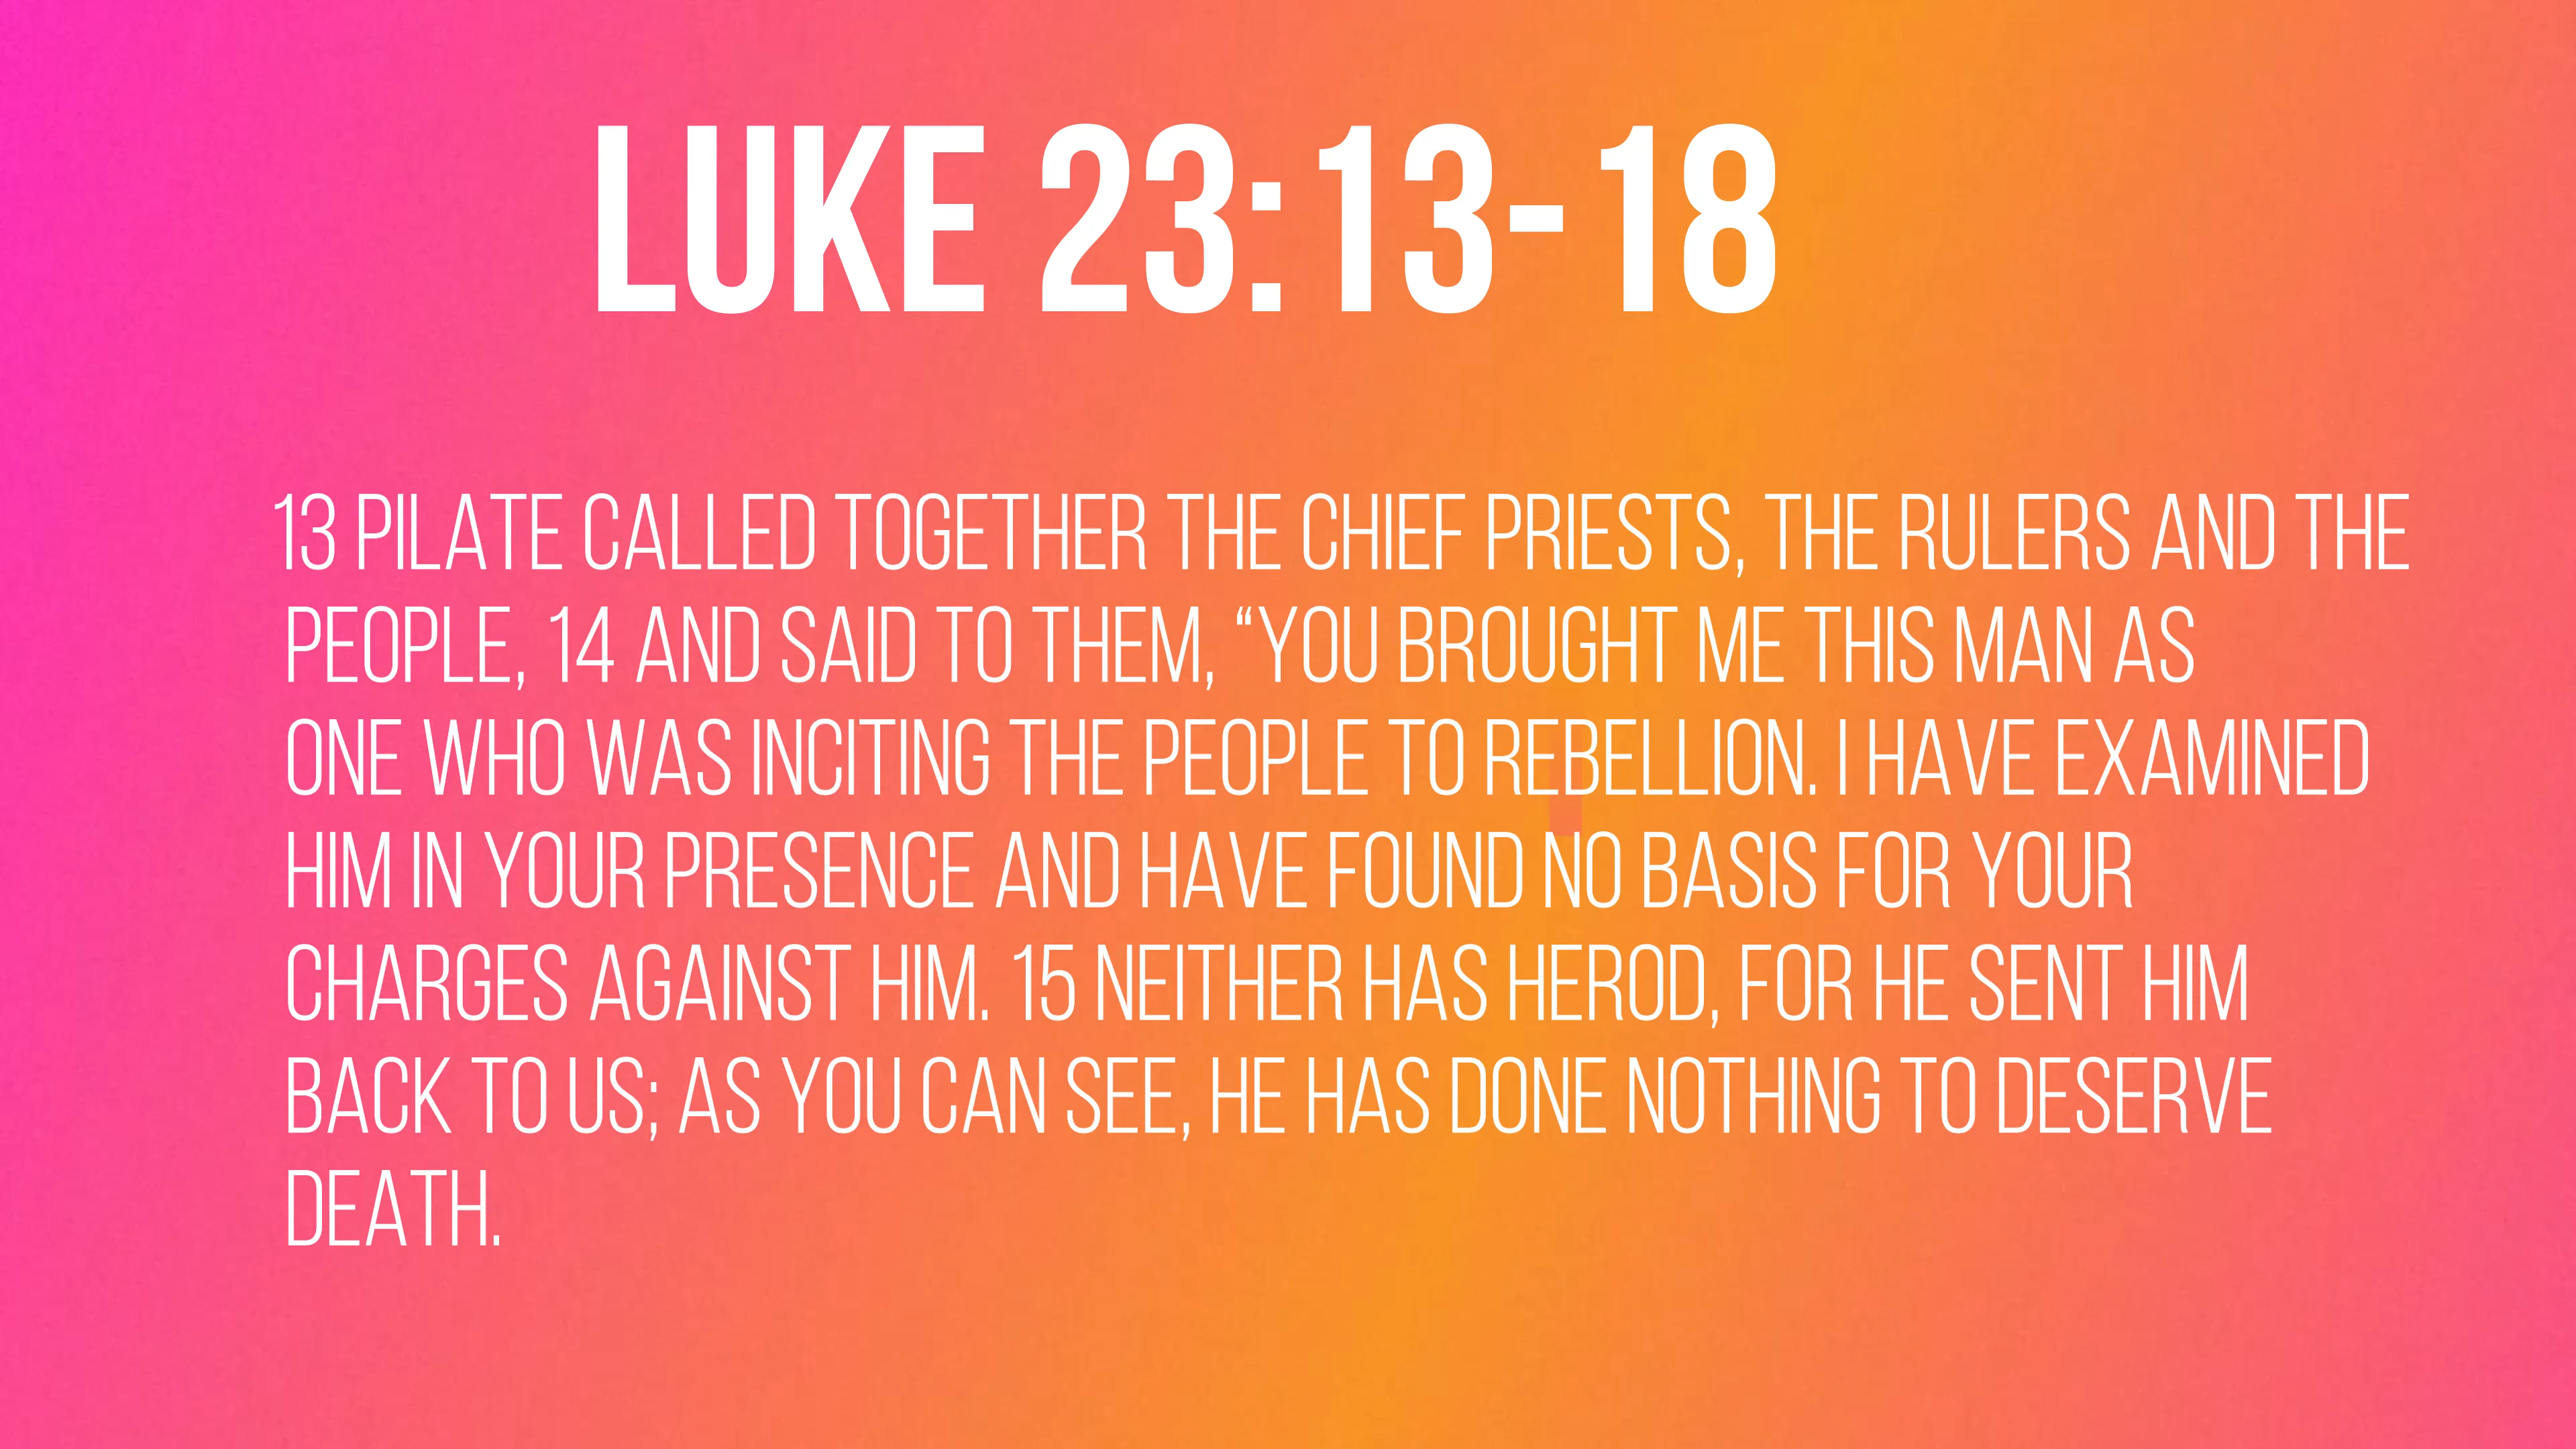 LUKE 23:13-18
13 PILATE CALLED TOGETHER THE CHIEF PRIESTS, THE RULERS AND THE
PEOPLE, 14 AND SAID TO THEM, “YOU BROUGHT ME THIS MAN AS
ONE WHO WAS INCITING THE PEOPLE TO REBELLION. I HAVE EXAMINED
HIM IN YOUR PRESENCE AND HAVE FOUND NO BASIS FOR YOUR
CHARGES AGAINST HIM. 15 NEITHER HAS HEROD, FOR HE SENT HIM
BACK TO US; AS YOU CAN SEE, HE HAS DONE NOTHING TO DESERVE
DEATH.